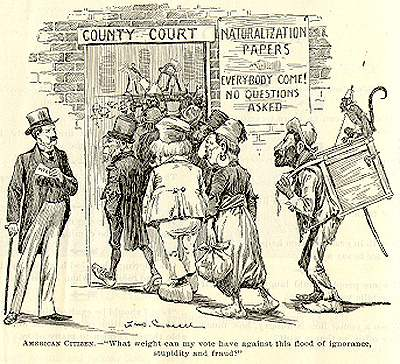 COUNTY COURT
NATURALIZATION
PAPERS
EVERYBODY COME!
NO QUESTIONS
ASKED
AMERICAN CITIZEN.—"What weight can my vote have against this flood of ignorance,
stupidity and fraud?"